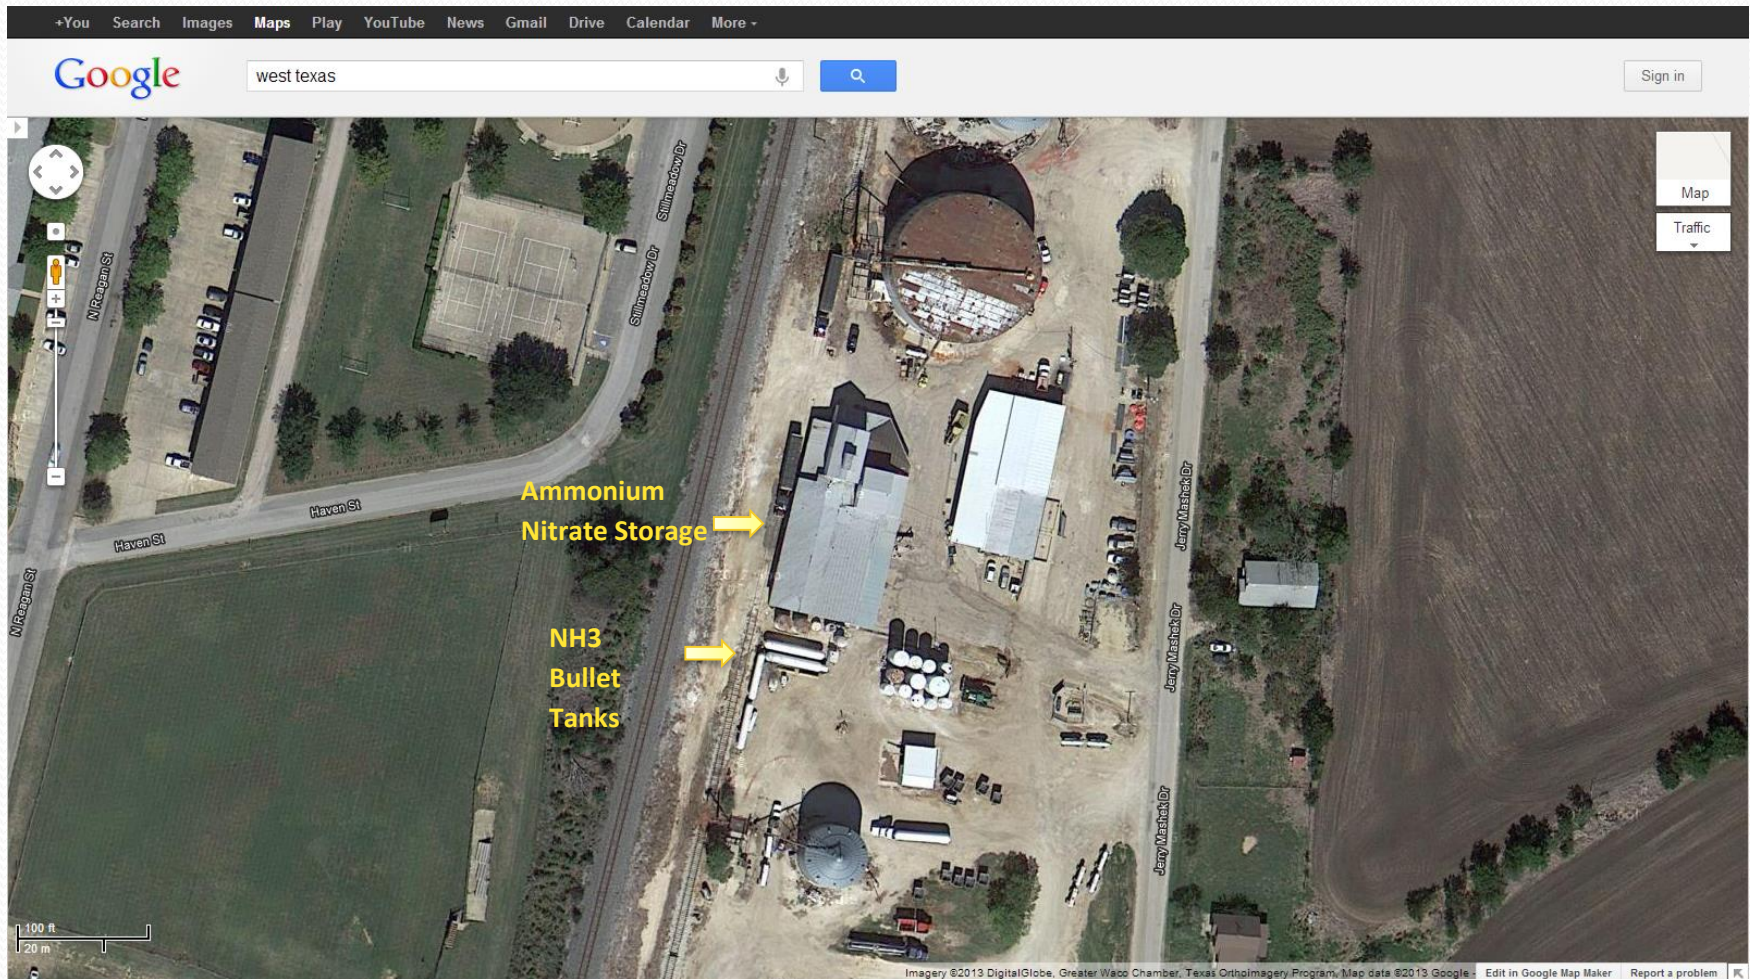 +You Search Images Maps Play YouTube News Gmail Drive Calendar More
Google
west texas
Sign in
Map
Traffic
N Reagan St
Stillmeadow Dr
Stillmeadow Dr
Haven St
Haven St
N Reagan St
Ammonium
Nitrate Storage
NH3
Bullet
Tanks
Jerry Mashek Dr
Jerry Mashek Dr
Jerry Mashek Dr
100 ft
20 m
Imagery ©2013 DigitalGlobe, Greater Waco Chamber, Texas Orthoimagery Program, Map data ©2013 Google - Edit in Google Map Maker Report a problem